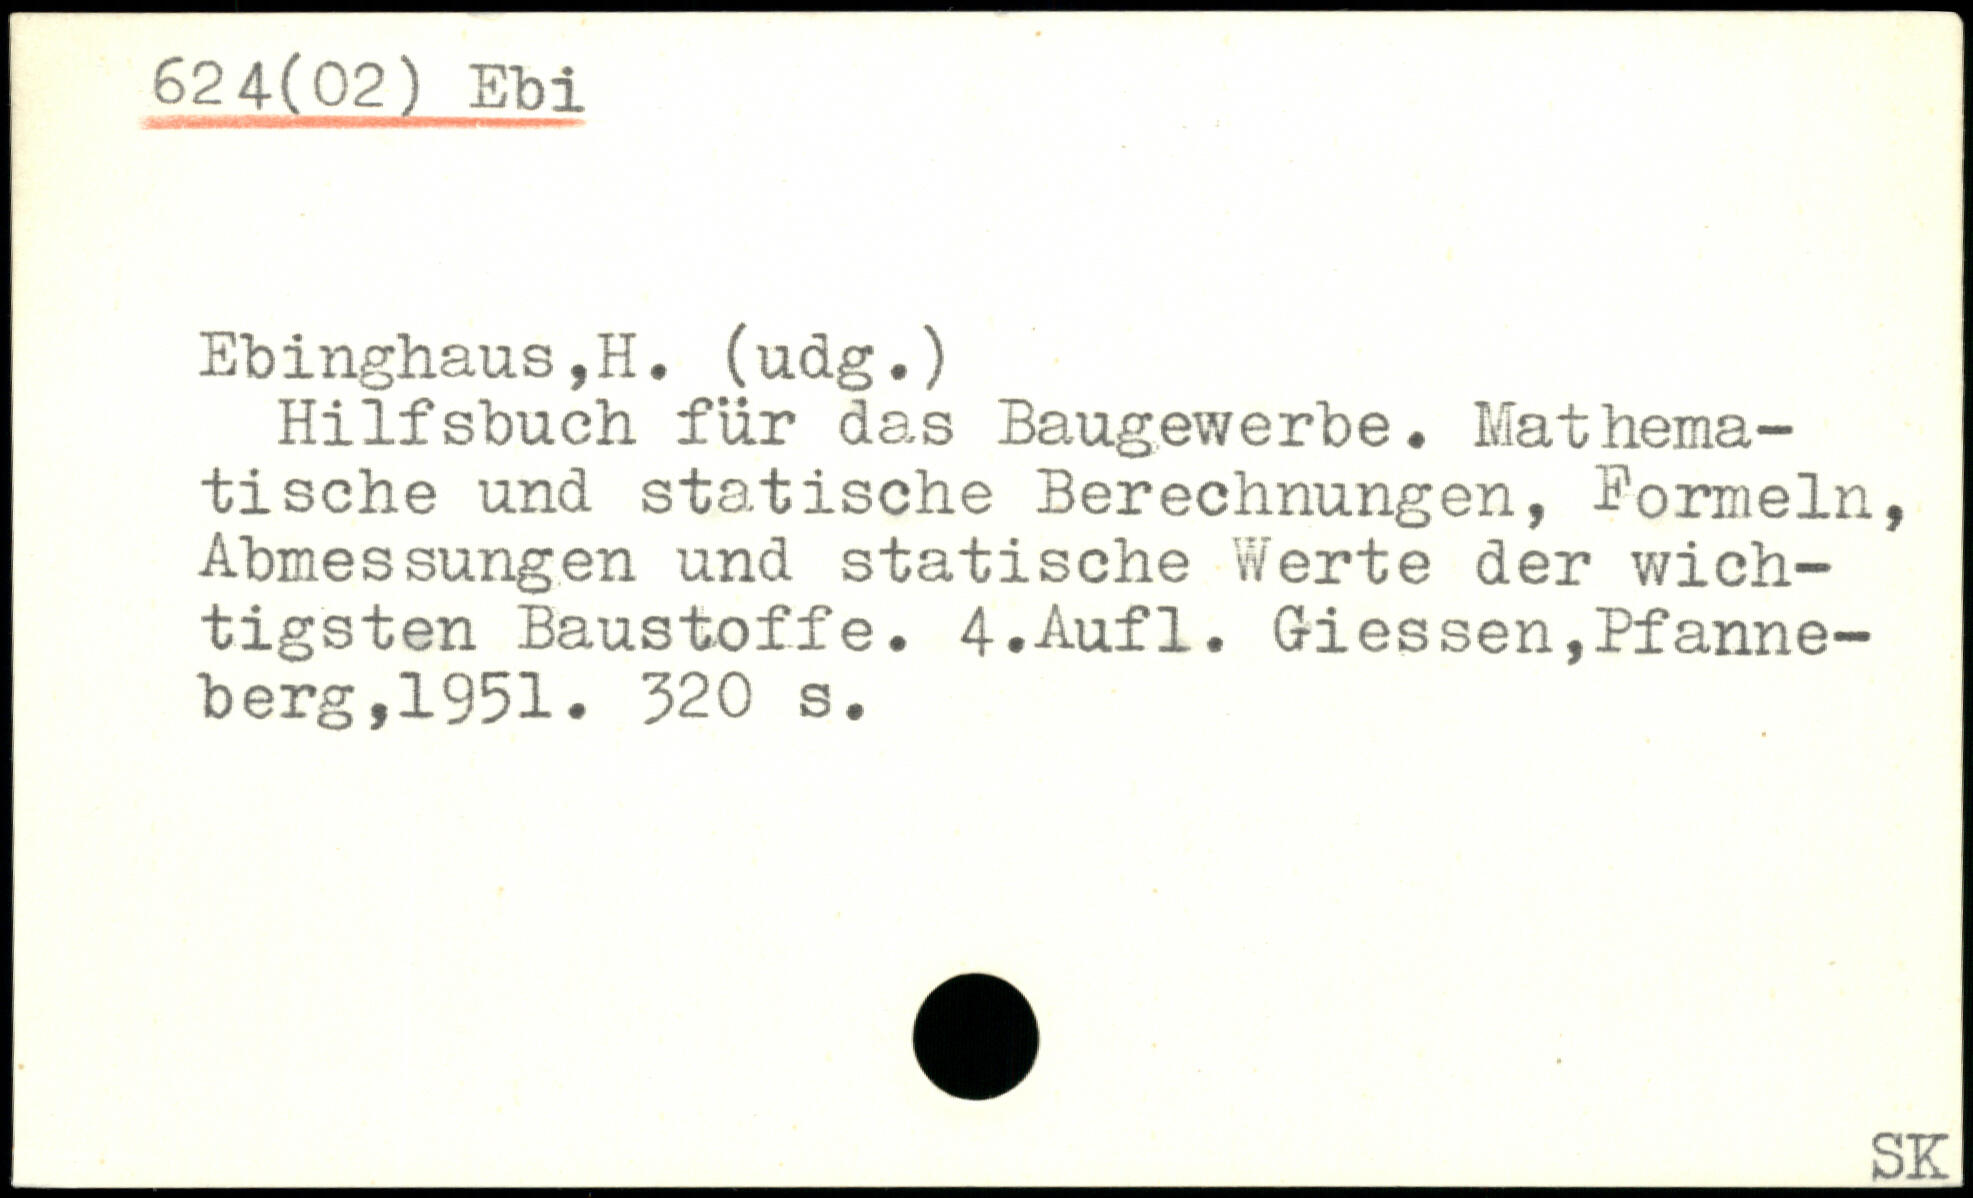 624(02) Ebi
Ebinghaus,H. (udg.)
Hilfsbuch für das Baugewerbe. Mathema-
tische und statische Berechnungen, Formeln,
Abmessungen und statische Werte der wich-
tigsten Baustoffe. 4.Aufl. Giessen,Pfanne-
berg,1951. 320 s.
SK